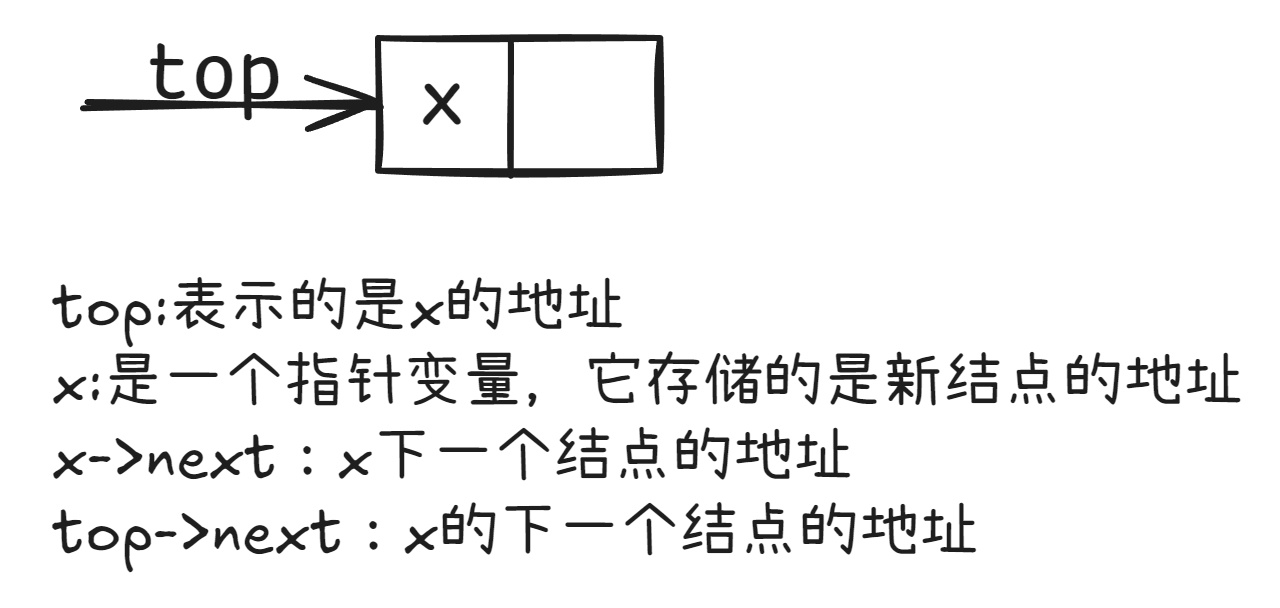 top
x
top:表示的是x的地址
x:是一个指针变量，它存储的是新结点的地址
x->next：x下一个结点的地址
top->next：x的下一个结点的地址